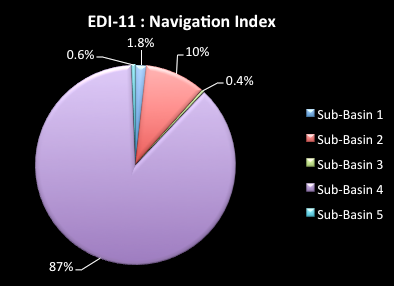 EDI-11 : Navigation Index
0.6%
1.8%
10%
0.4%
87%
Sub-Basin 1
Sub-Basin 2
Sub-Basin 3
Sub-Basin 4
Sub-Basin 5